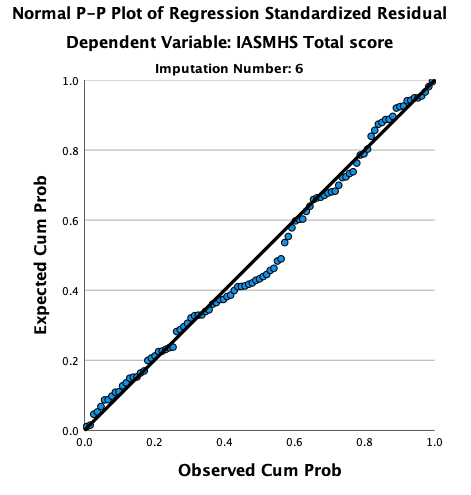 Normal P-P Plot of Regression Standardized Residual
Dependent Variable: IASMHS Total score
Imputation Number: 6
1.0
0.8
0.6
0.4
0.2
0.0
Expected Cum Prob
0.0 0.2 0.4 0.6 0.8 1.0
Observed Cum Prob